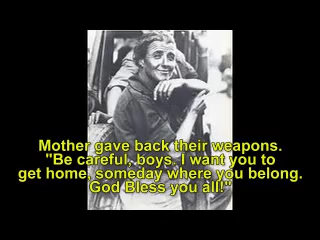 Mother gave back their weapons.
"Be careful, boys. I want you to
get home, someday where you belong.
God Bless you all!"